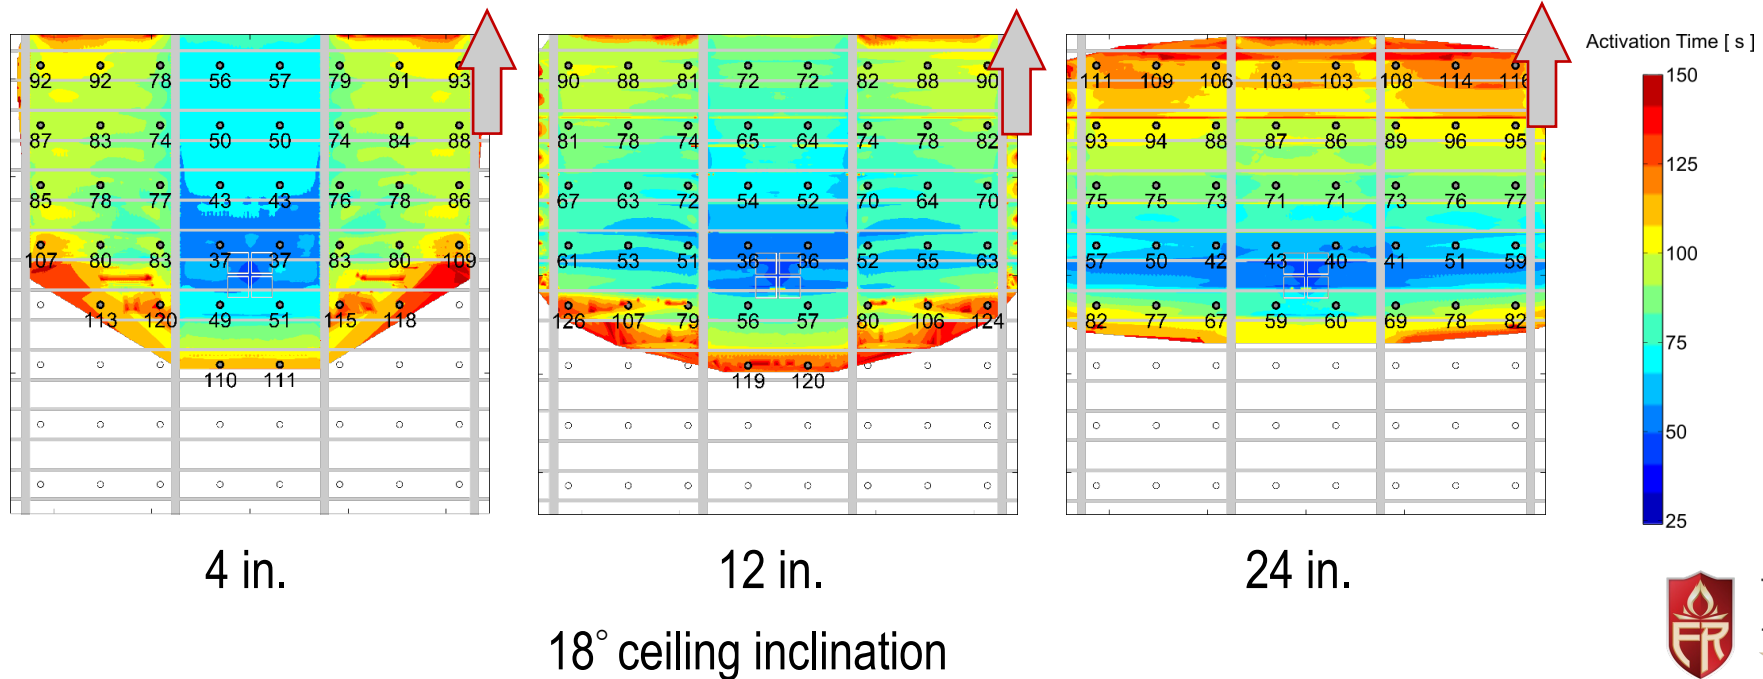 Activation Time [ s ]
150
125
100
75
50
25
92 92 78 56 57 79 91 93
87 83 74 50 50 74 84 88
85 78 77 43 43 76 78 86
107 80 83 37 37 83 80 109
113 120 49 51 115 118
110 111
90 88 81 72 72 82 88 90
81 78 74 65 64 74 78 82
67 63 72 54 52 70 64 70
61 53 51 36 36 52 55 63
126 107 79 56 57 80 106 124
119 120
111 109 106 103 103 108 114 116
93 94 88 87 86 89 96 95
75 75 73 71 71 73 76 77
57 50 42 43 40 41 51 59
82 77 67 59 60 69 78 82
4 in.
12 in.
24 in.
18° ceiling inclination
FR